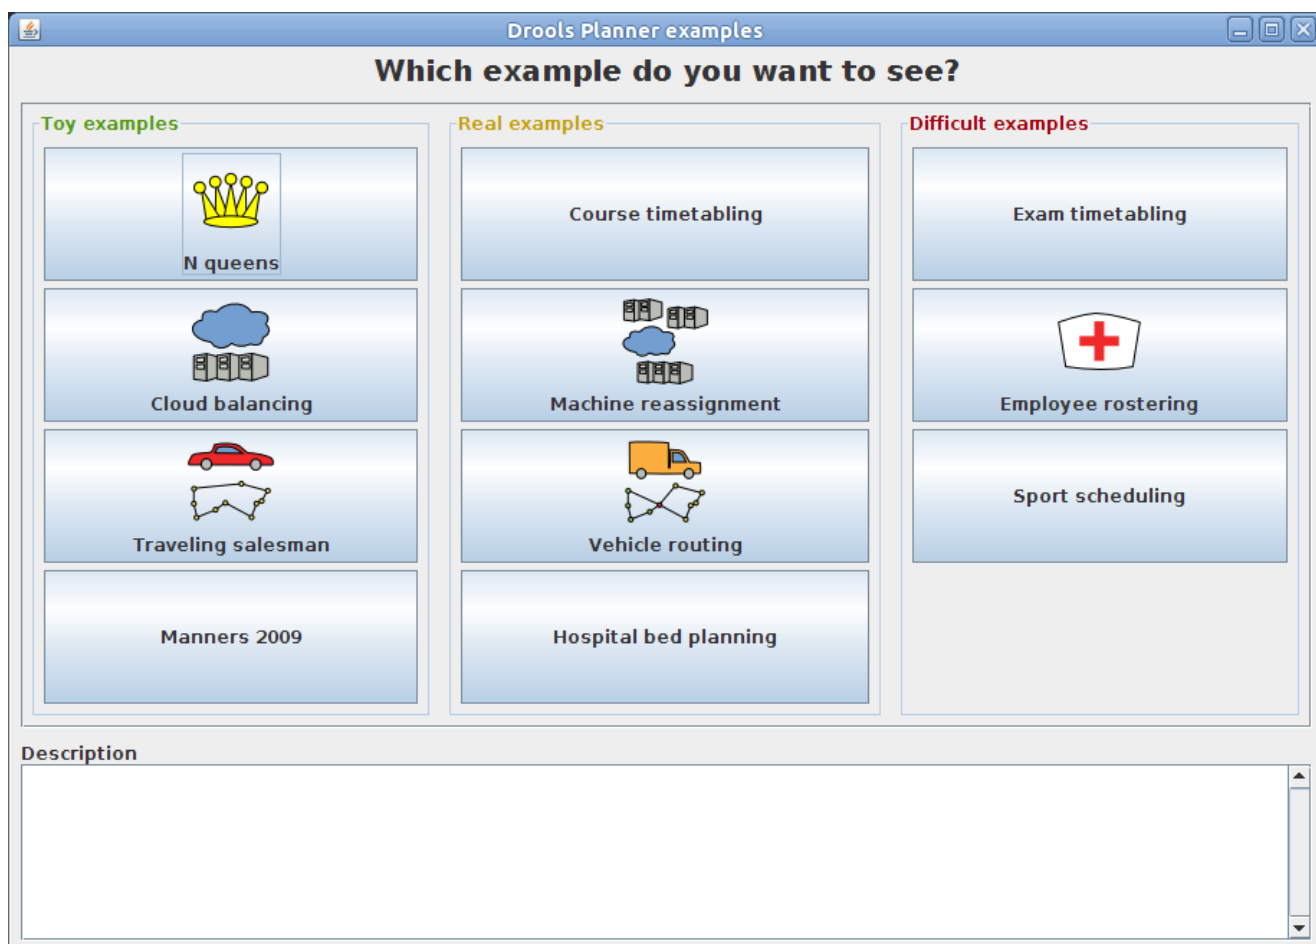 Drools Planner examples
Which example do you want to see?
Toy examples
N queens
Cloud balancing
Traveling salesman
Manners 2009
Real examples
Course timetabling
Machine reassignment
Vehicle routing
Hospital bed planning
Difficult examples
Exam timetabling
Employee rostering
Sport scheduling
Description